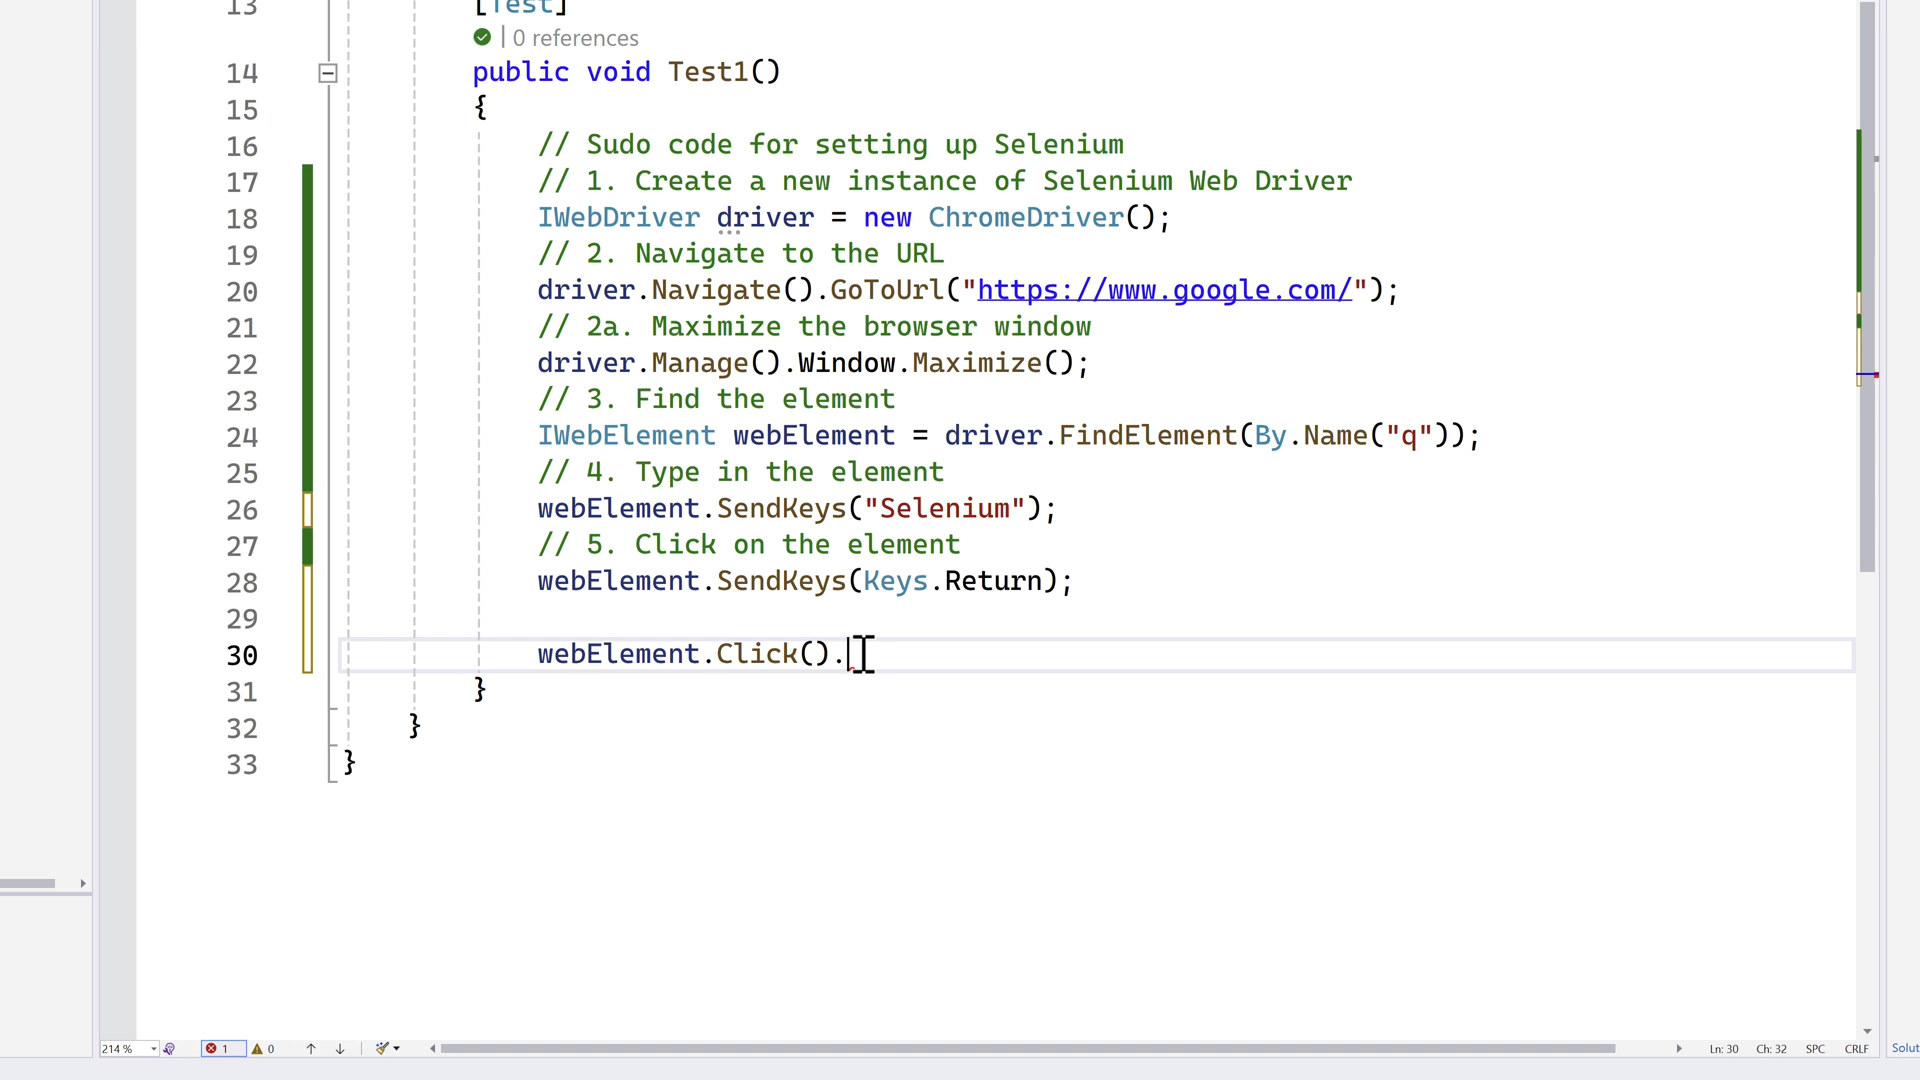 13 [Test]
0 references
14 public void Test1()
15 {
16 // Sudo code for setting up Selenium
17 // 1. Create a new instance of Selenium Web Driver
18 IWebDriver driver = new ChromeDriver();
19 // 2. Navigate to the URL
20 driver.Navigate().GoToUrl("https://www.google.com/");
21 // 2a. Maximize the browser window
22 driver.Manage().Window.Maximize();
23 // 3. Find the element
24 IWebElement webElement = driver.FindElement(By.Name("q"));
25 // 4. Type in the element
26 webElement.SendKeys("Selenium");
27 // 5. Click on the element
28 webElement.SendKeys(Keys.Return);
29
30 webElement.Click().
31 }
32 }
33 }
214 % 1 0 Ln: 30 Ch: 32 SPC CRLF Solut